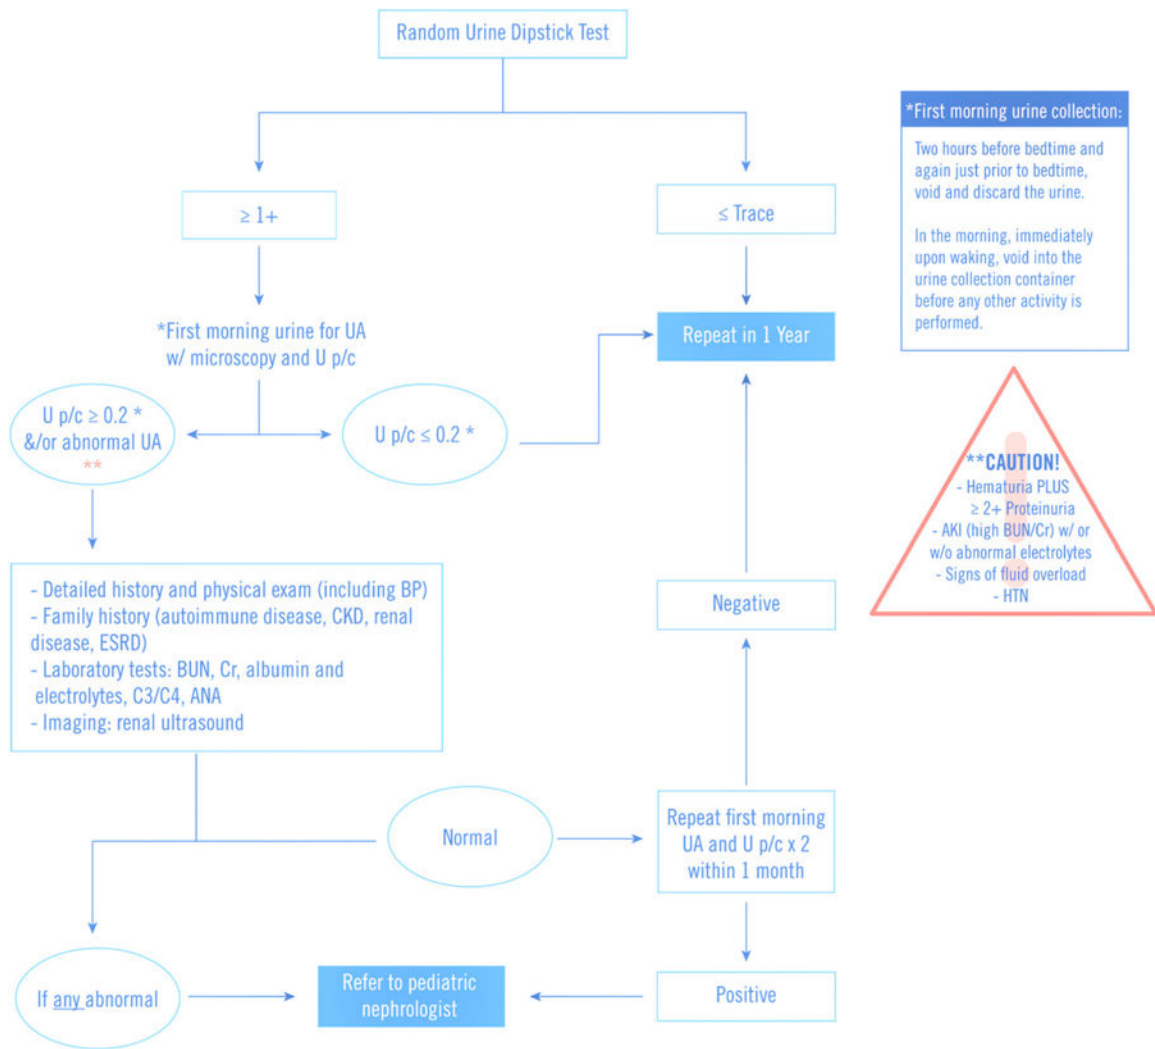 Random Urine Dipstick Test
≥ 1+
≤ Trace
*First morning urine for UA
w/ microscopy and U p/c
Repeat in 1 Year
U p/c ≥ 0.2 *
&/or abnormal UA
**
U p/c ≤ 0.2 *
- Detailed history and physical exam (including BP)
- Family history (autoimmune disease, CKD, renal
disease, ESRD)
- Laboratory tests: BUN, Cr, albumin and
electrolytes, C3/C4, ANA
- Imaging: renal ultrasound
Negative
Normal
Repeat first morning
UA and U p/c x 2
within 1 month
If any abnormal
Refer to pediatric
nephrologist
Positive
*First morning urine collection:
Two hours before bedtime and
again just prior to bedtime,
void and discard the urine.
In the morning, immediately
upon waking, void into the
urine collection container
before any other activity is
performed.
**CAUTION!
- Hematuria PLUS
≥ 2+ Proteinuria
- AKI (high BUN/Cr) w/ or
w/o abnormal electrolytes
- Signs of fluid overload
- HTN